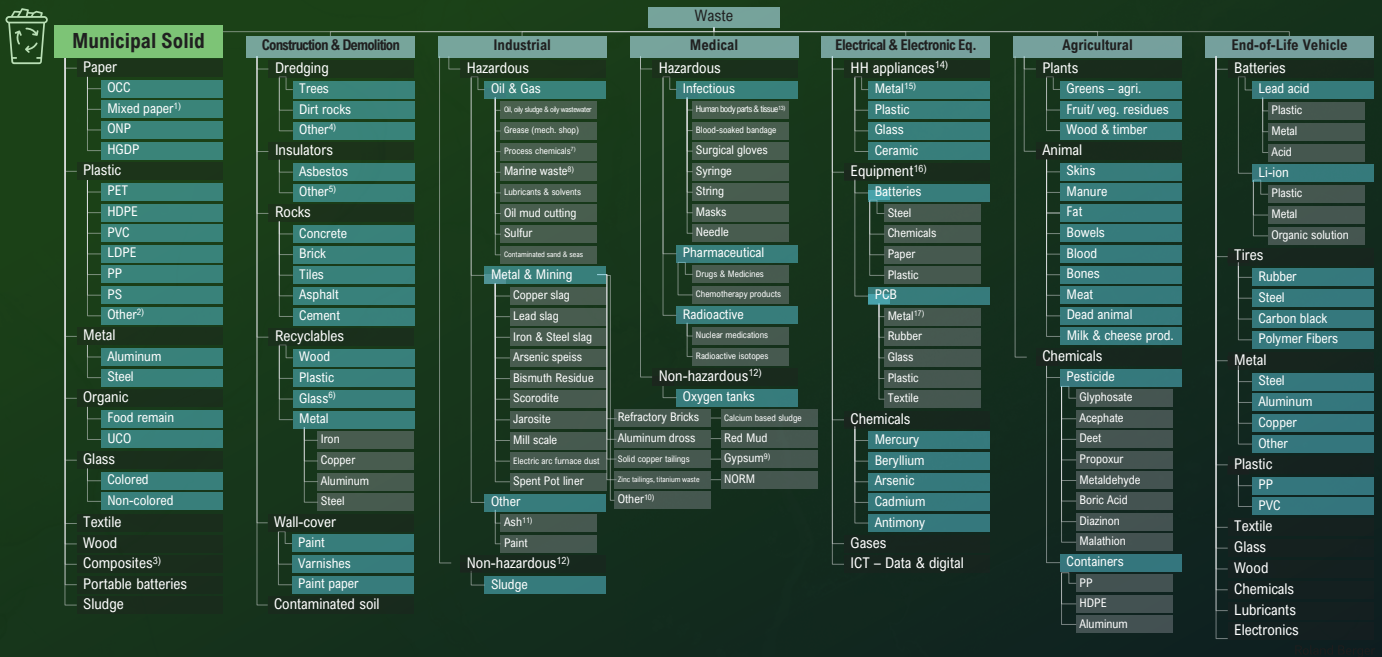 Waste
Municipal Solid
Paper
OCC
Mixed paper1)
ONP
HGDP
Plastic
PET
HDPE
PVC
LDPE
PP
PS
Other2)
Metal
Aluminum
Steel
Organic
Food remain
UCO
Glass
Colored
Non-colored
Textile
Wood
Composites3)
Portable batteries
Sludge
Construction & Demolition
Dredging
Trees
Dirt rocks
Other4)
Insulators
Asbestos
Other5)
Rocks
Concrete
Brick
Tiles
Asphalt
Cement
Recyclables
Wood
Plastic
Glass6)
Metal
Iron
Copper
Aluminum
Steel
Wall-cover
Paint
Varnishes
Paint paper
Contaminated soil
Industrial
Hazardous
Oil & Gas
Oil, oily sludge & oily wastewater
Grease (mech. shop)
Process chemicals7)
Marine waste8)
Lubricants & solvents
Oil mud cutting
Sulfur
Contaminated sand & seas
Metal & Mining
Copper slag
Lead slag
Iron & Steel slag
Arsenic speiss
Bismuth Residue
Scorodite
Jarosite
Mill scale
Electric arc furnace dust
Spent Pot liner
Refractory Bricks
Aluminum dross
Solid copper tailings
Zinc tailings, titanium waste
Other10)
Calcium based sludge
Red Mud
Gypsum9)
NORM
Other
Ash11)
Paint
Non-hazardous12)
Sludge
Medical
Hazardous
Infectious
Human body parts & tissue13)
Blood-soaked bandage
Surgical gloves
Syringe
String
Masks
Needle
Pharmaceutical
Drugs & Medicines
Chemotherapy products
Radioactive
Nuclear medications
Radioactive isotopes
Non-hazardous12)
Oxygen tanks
Electrical & Electronic Eq.
HH appliances14)
Metal15)
Plastic
Glass
Ceramic
Equipment16)
Batteries
Steel
Chemicals
Paper
Plastic
PCB
Metal17)
Rubber
Glass
Plastic
Textile
Chemicals
Mercury
Beryllium
Arsenic
Cadmium
Antimony
Gases
ICT – Data & digital
Agricultural
Plants
Greens – agri.
Fruit/ veg. residues
Wood & timber
Animal
Skins
Manure
Fat
Bowels
Blood
Bones
Meat
Dead animal
Milk & cheese prod.
Chemicals
Pesticide
Glyphosate
Acephate
Deet
Propoxur
Metaldehyde
Boric Acid
Diazinon
Malathion
Containers
PP
HDPE
Aluminum
End-of-Life Vehicle
Batteries
Lead acid
Plastic
Metal
Acid
Li-ion
Plastic
Metal
Organic solution
Tires
Rubber
Steel
Carbon black
Polymer Fibers
Metal
Steel
Aluminum
Copper
Other
Plastic
PP
PVC
Textile
Glass
Wood
Chemicals
Lubricants
Electronics